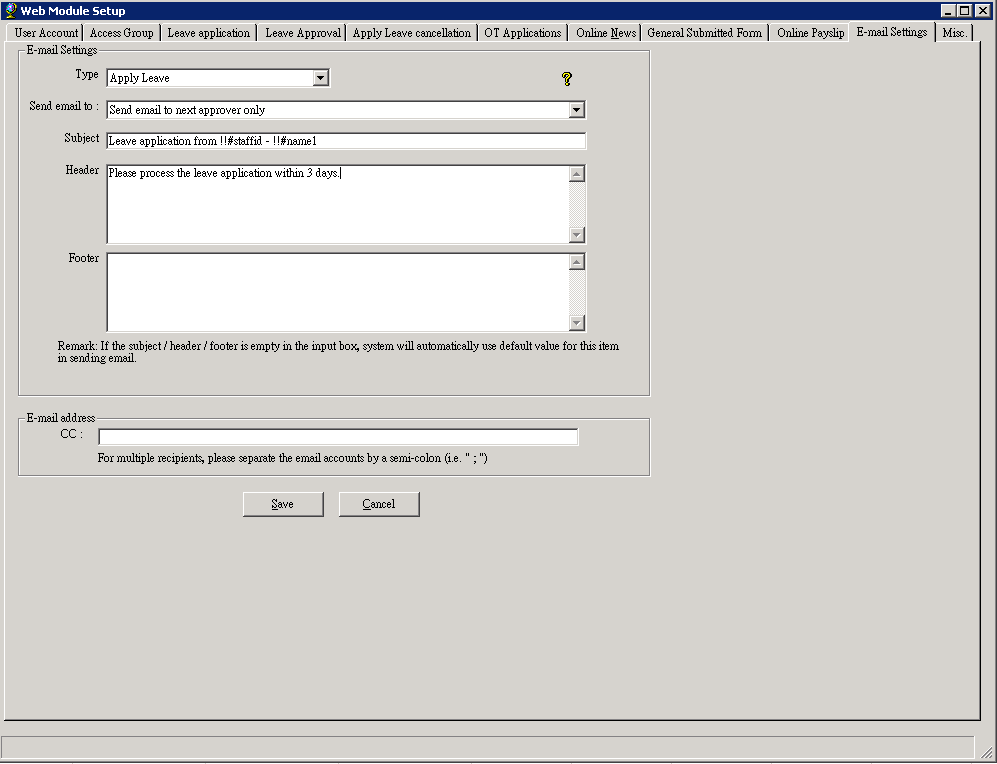 Web Module Setup
User Account Access Group Leave application Leave Approval Apply Leave cancellation OT Applications Online News General Submitted Form Online Payslip E-mail Settings Misc.
E-mail Settings
Type Apply Leave ?
Send email to : Send email to next approver only
Subject Leave application from !!#staffid - !!#name1
Header Please process the leave application within 3 days.
Footer
Remark: If the subject / header / footer is empty in the input box, system will automatically use default value for this item
in sending email.
E-mail address
CC :
For multiple recipients, please separate the email accounts by a semi-colon (i.e. " ; ")
Save Cancel